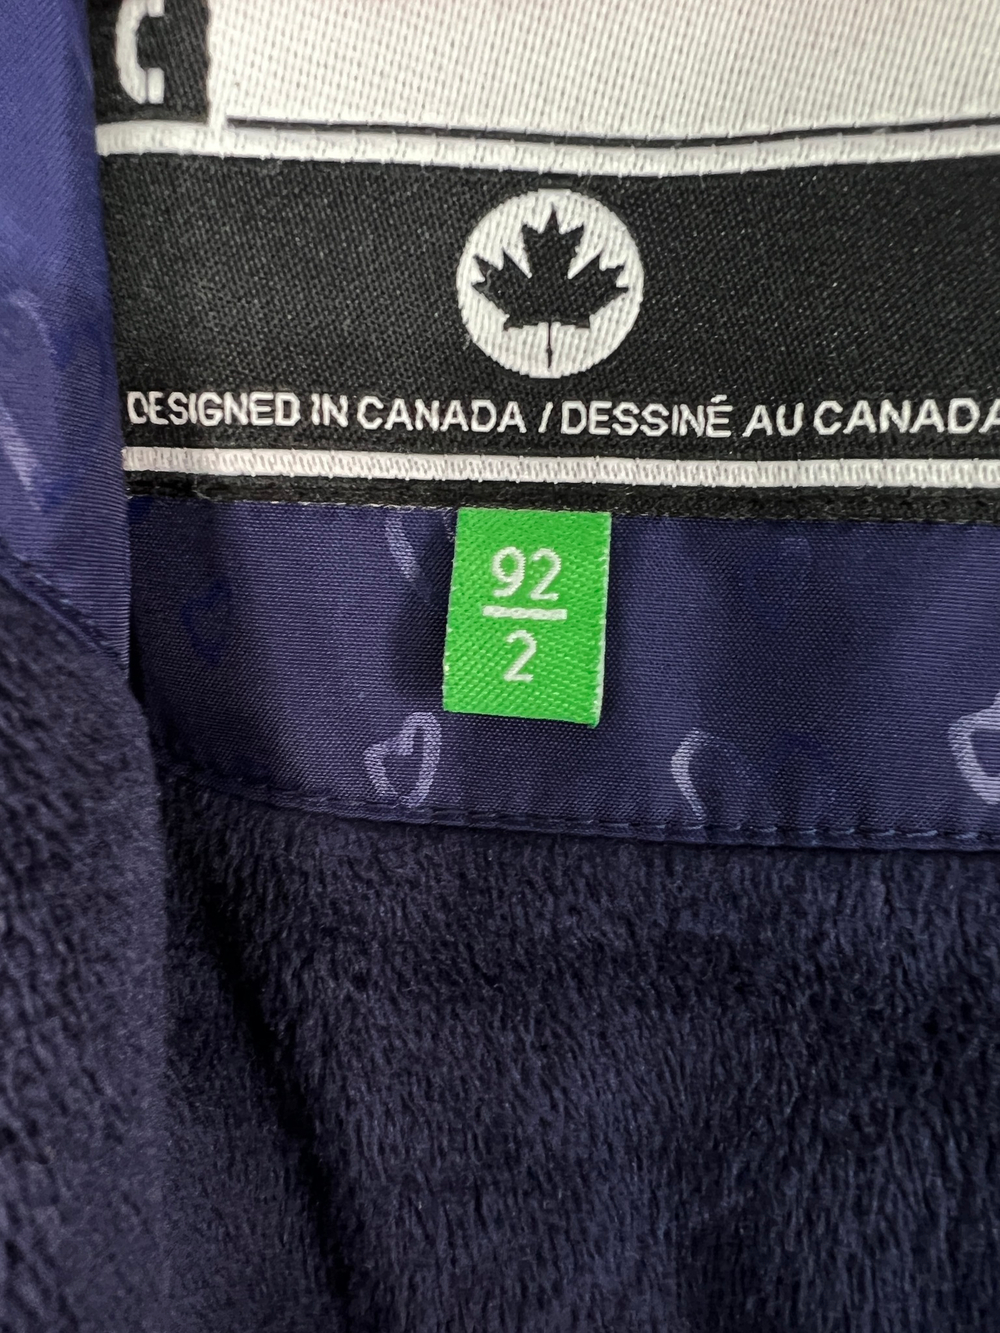 C
DESIGNED IN CANADA / DESSINÉ AU CANADA
92
2